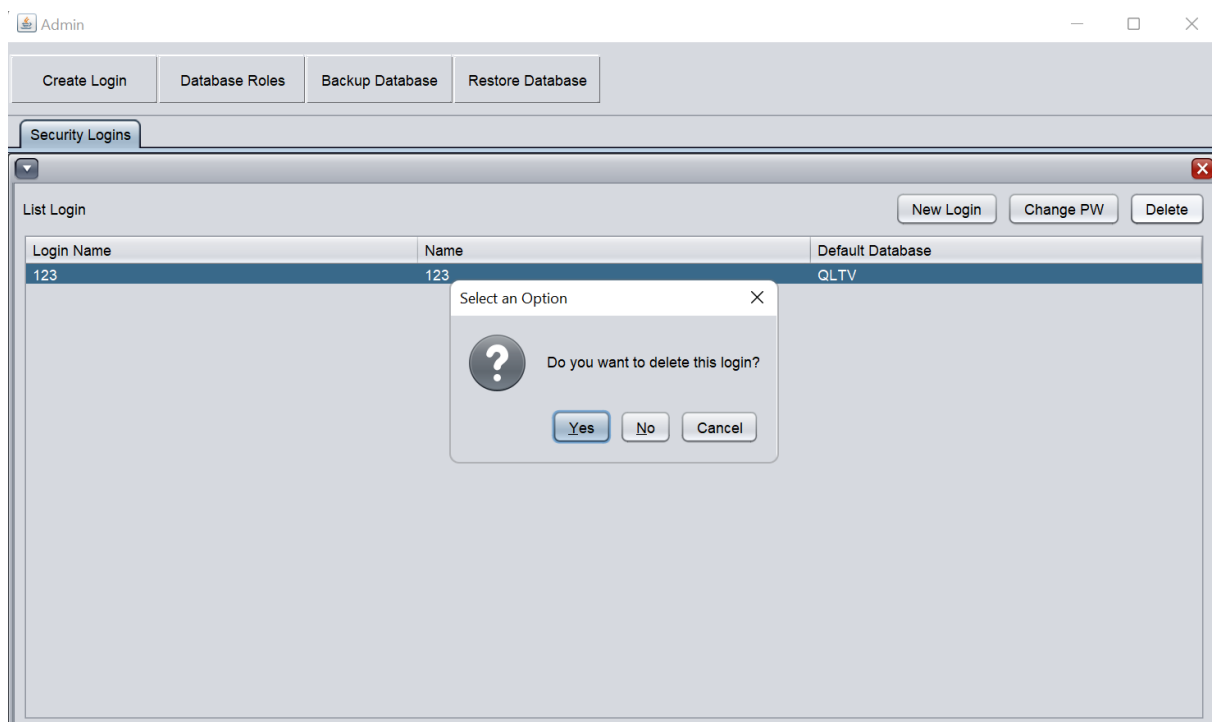 Admin
Create Login Database Roles Backup Database Restore Database
Security Logins
List Login New Login Change PW Delete
Login Name Name Default Database
123 123 QLTV
Select an Option
Do you want to delete this login?
Yes No Cancel